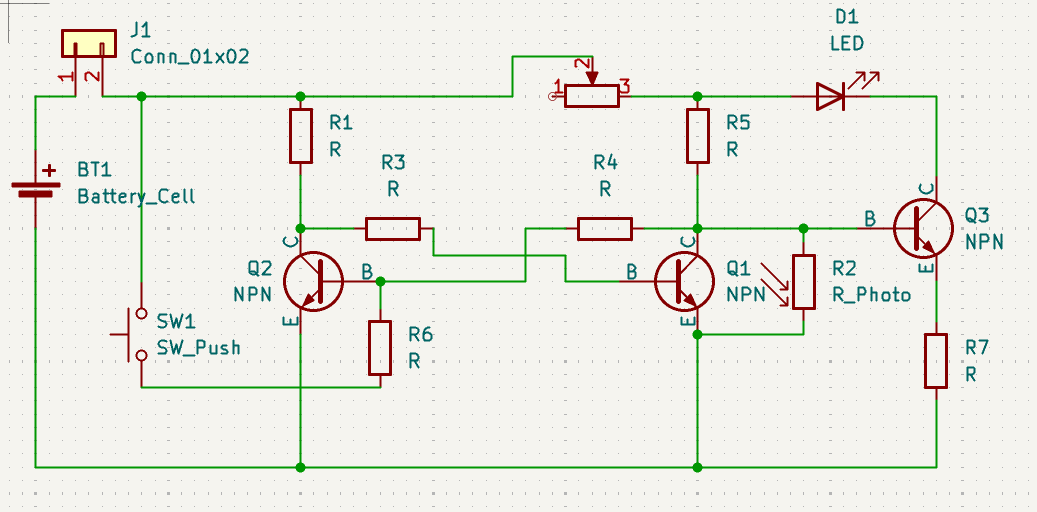 J1
Conn_01x02
1
2
D1
LED
1
2
3
R1
R
R5
R
BT1
Battery_Cell
+
R3
R
R4
R
C
B
E
Q3
NPN
C
Q2
NPN
B
E
C
B
Q1
NPN
E
R2
R_Photo
SW1
SW_Push
R6
R
R7
R